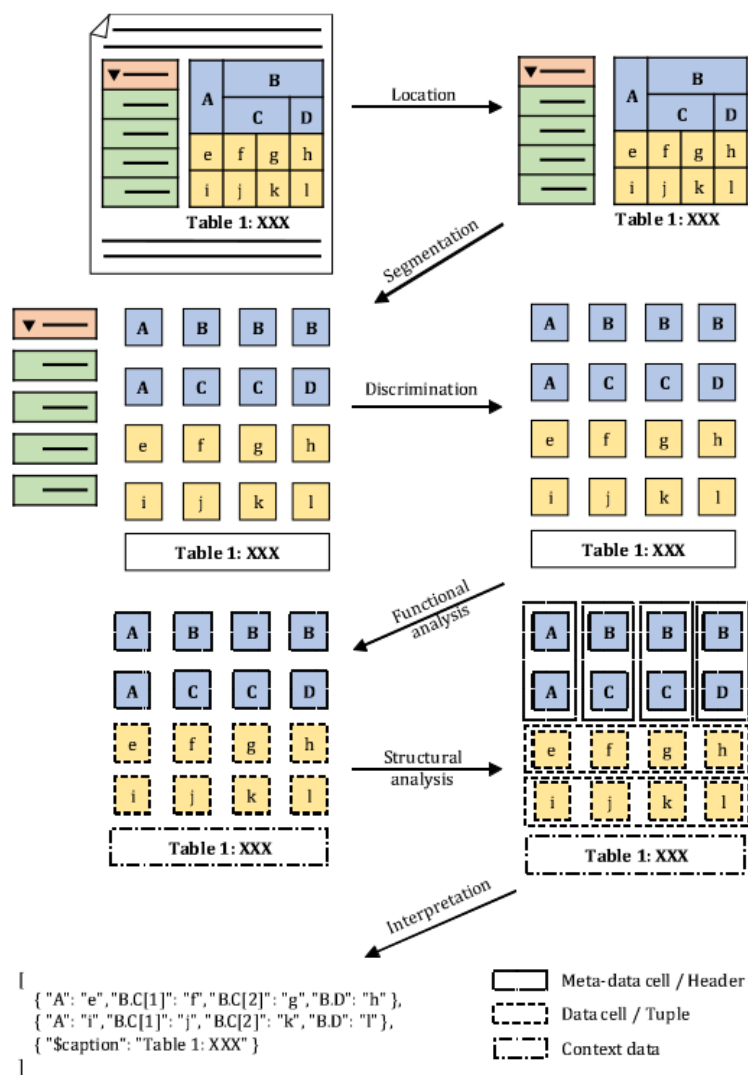 A B B
A C D Location A C D
e f g h e f g h
i j k l i j k l
Table 1: XXX Table 1: XXX
Segmentation
A B B B A B B B
A C C D Discrimination A C C D
e f g h e f g h
i j k l i j k l
Table 1: XXX Table 1: XXX
Functional
analysis
A B B B A B B B
A C C D A C C D
e f g h Structural e f g h
i j k l analysis i j k l
Table 1: XXX Table 1: XXX
Interpretation
[
{ "A": "e","B.C[1]": "f","B.C[2]": "g","B.D": "h" },
{ "A": "i","B.C[1]": "j", "B.C[2]": "k", "B.D": "l" },
{ "$caption": "Table 1: XXX" }
]
Meta-data cell / Header
Data cell / Tuple
Context data